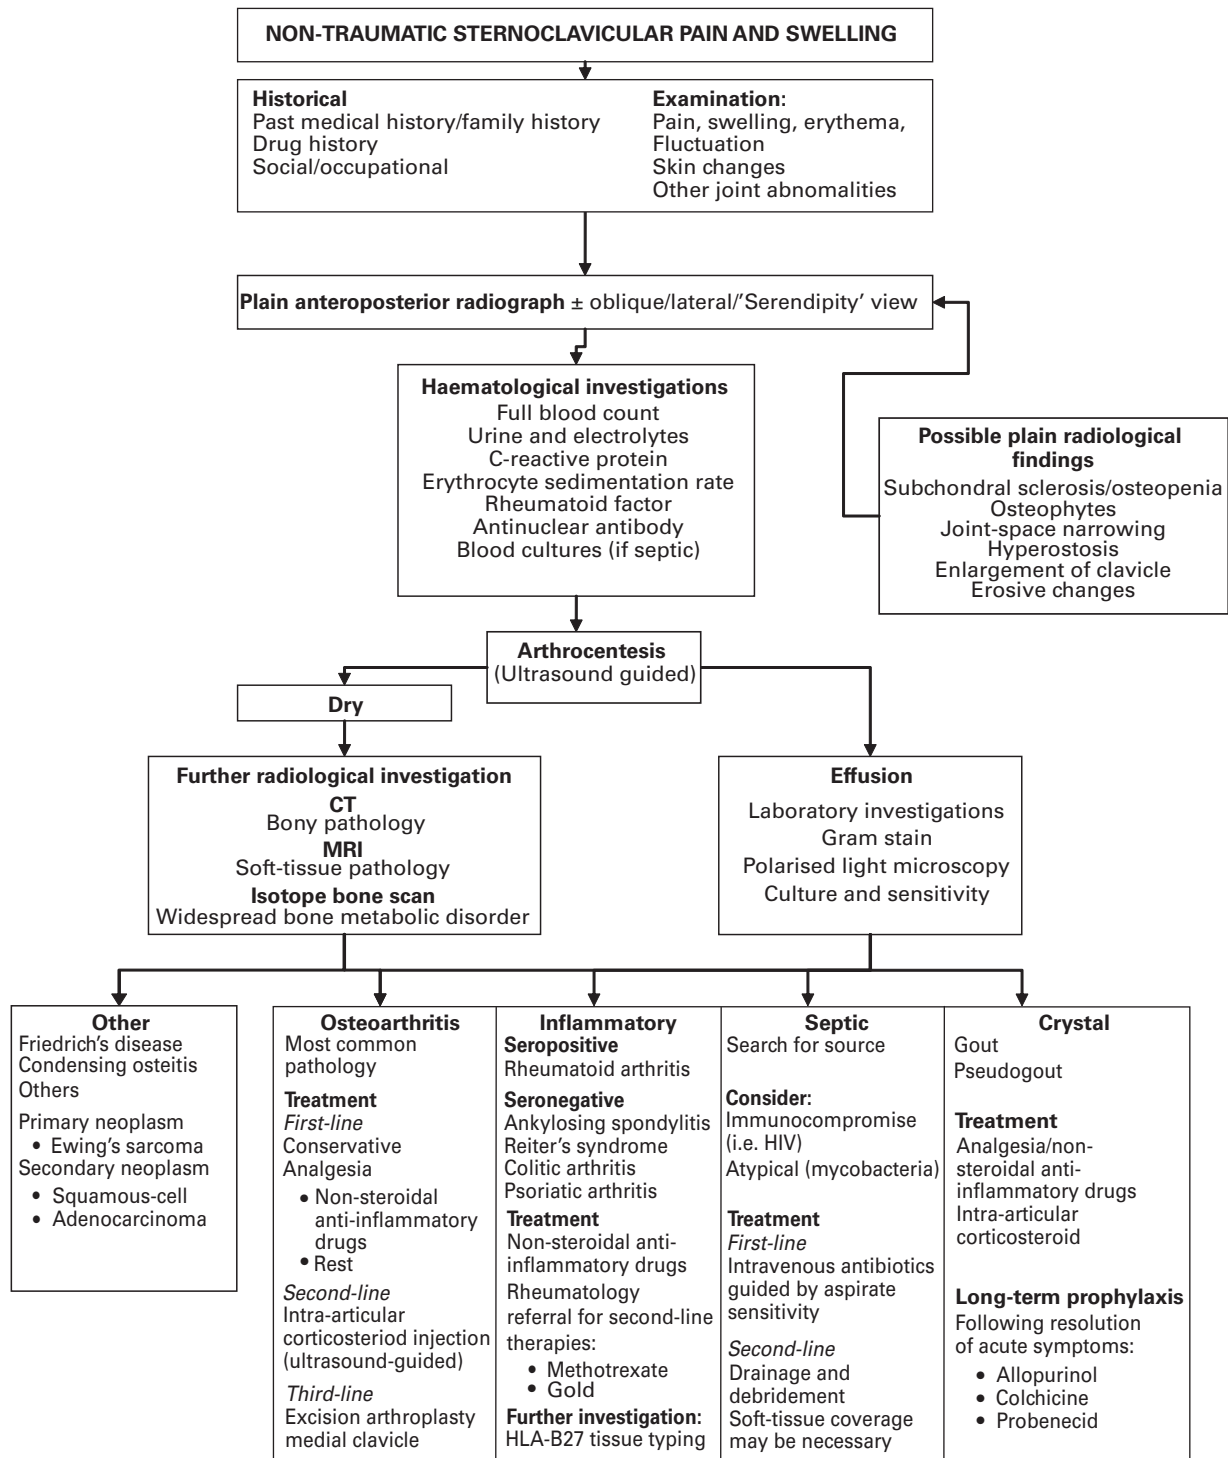 NON-TRAUMATIC STERNOCLAVICULAR PAIN AND SWELLING
Historical
Past medical history/family history
Drug history
Social/occupational
Examination:
Pain, swelling, erythema,
Fluctuation
Skin changes
Other joint abnomalities
Plain anteroposterior radiograph ± oblique/lateral/'Serendipity' view
Haematological investigations
Full blood count
Urine and electrolytes
C-reactive protein
Erythrocyte sedimentation rate
Rheumatoid factor
Antinuclear antibody
Blood cultures (if septic)
Possible plain radiological
findings
Subchondral sclerosis/osteopenia
Osteophytes
Joint-space narrowing
Hyperostosis
Enlargement of clavicle
Erosive changes
Arthrocentesis
(Ultrasound guided)
Dry
Further radiological investigation
CT
Bony pathology
MRI
Soft-tissue pathology
Isotope bone scan
Widespread bone metabolic disorder
Effusion
Laboratory investigations
Gram stain
Polarised light microscopy
Culture and sensitivity
Other
Friedrich's disease
Condensing osteitis
Others
Primary neoplasm
• Ewing's sarcoma
Secondary neoplasm
• Squamous-cell
• Adenocarcinoma
Osteoarthritis
Most common
pathology
Treatment
First-line
Conservative
Analgesia
• Non-steroidal
anti-inflammatory
drugs
• Rest
Second-line
Intra-articular
corticosteriod injection
(ultrasound-guided)
Third-line
Excision arthroplasty
medial clavicle
Inflammatory
Seropositive
Rheumatoid arthritis
Seronegative
Ankylosing spondylitis
Reiter's syndrome
Colitic arthritis
Psoriatic arthritis
Treatment
Non-steroidal anti-
inflammatory drugs
Rheumatology
referral for second-line
therapies:
• Methotrexate
• Gold
Further investigation:
HLA-B27 tissue typing
Septic
Search for source
Consider:
Immunocompromise
(i.e. HIV)
Atypical (mycobacteria)
Treatment
First-line
Intravenous antibiotics
guided by aspirate
sensitivity
Second-line
Drainage and
debridement
Soft-tissue coverage
may be necessary
Crystal
Gout
Pseudogout
Treatment
Analgesia/non-
steroidal anti-
inflammatory drugs
Intra-articular
corticosteroid
Long-term prophylaxis
Following resolution
of acute symptoms:
• Allopurinol
• Colchicine
• Probenecid